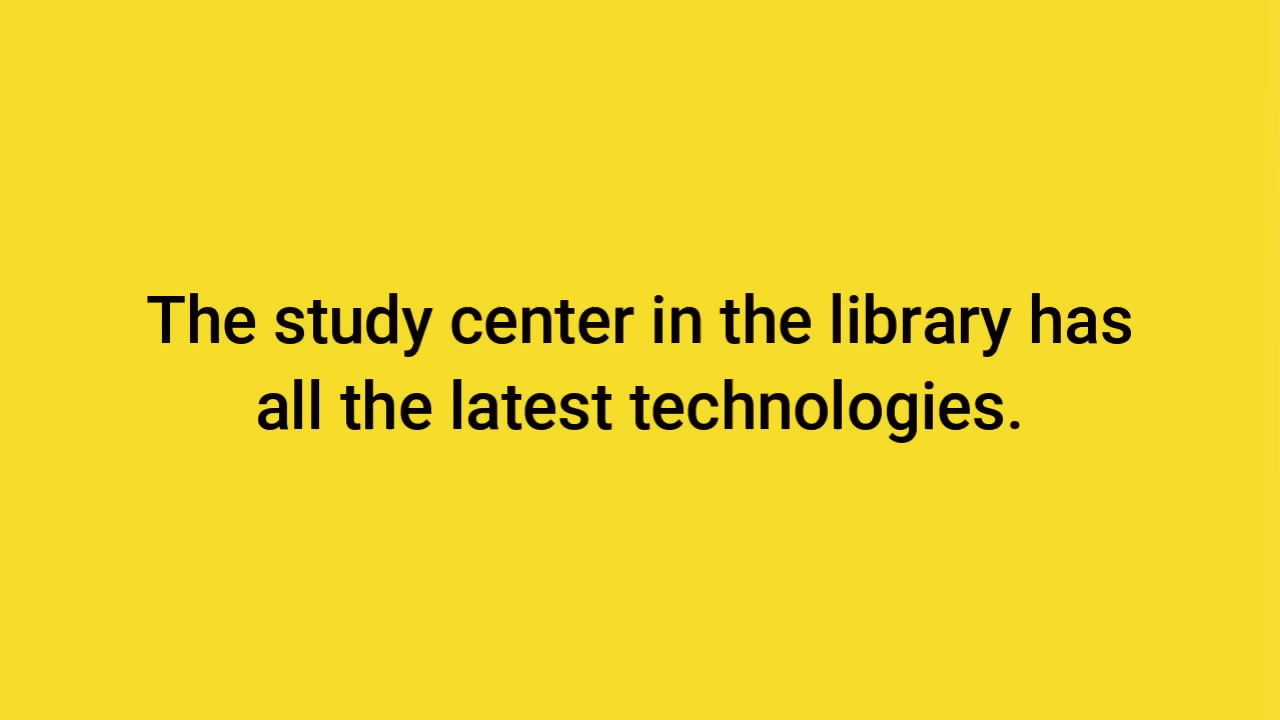 The study center in the library has
all the latest technologies.